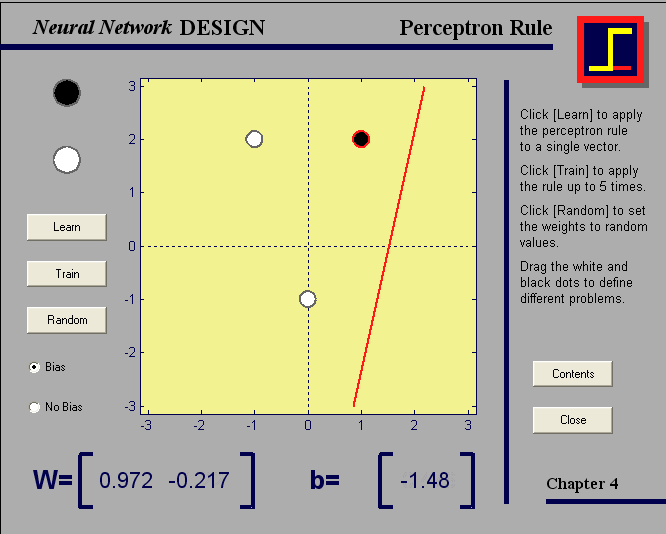 Neural Network DESIGN
Perceptron Rule
Click [Learn] to apply
the perceptron rule
to a single vector.
Click [Train] to apply
the rule up to 5 times.
Click [Random] to set
the weights to random
values.
Drag the white and
black dots to define
different problems.
Learn
Train
Random
Bias
No Bias
3
2
1
0
-1
-2
-3
-3 -2 -1 0 1 2 3
Contents
Close
W= [ 0.972 -0.217 ] b= [ -1.48 ]
Chapter 4